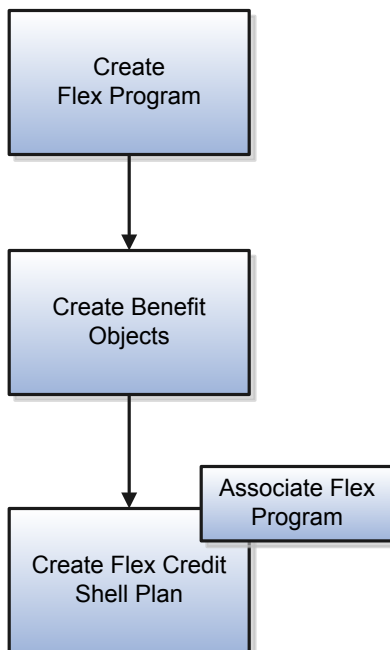 Create
Flex Program
Create Benefit
Objects
Associate Flex
Program
Create Flex Credit
Shell Plan